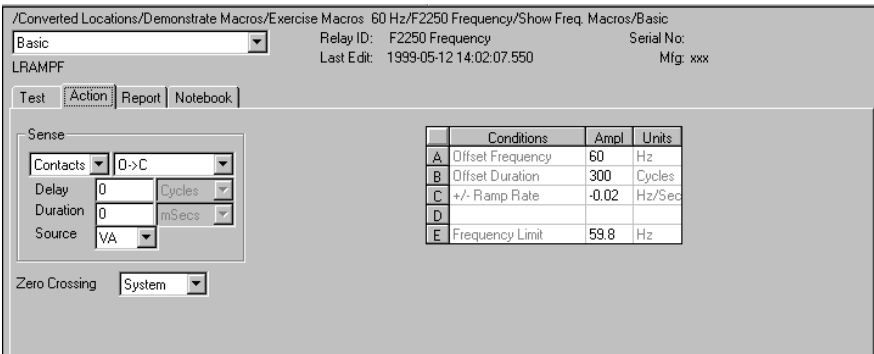 /Converted Locations/Demonstrate Macros/Exercise Macros 60 Hz/F2250 Frequency/Show Freq. Macros/Basic
Basic Relay ID: F2250 Frequency Serial No:
Last Edit: 1999-05-12 14:02:07.550 Mfg: xxx
LRAMPF
Test Action Report Notebook
Sense
Contacts O->C
Delay 0 Cycles
Duration 0 mSecs
Source VA
Zero Crossing System
Conditions Ampl Units
A Offset Frequency 60 Hz
B Offset Duration 300 Cycles
C +/- Ramp Rate -0.02 Hz/Sec
D
E Frequency Limit 59.8 Hz